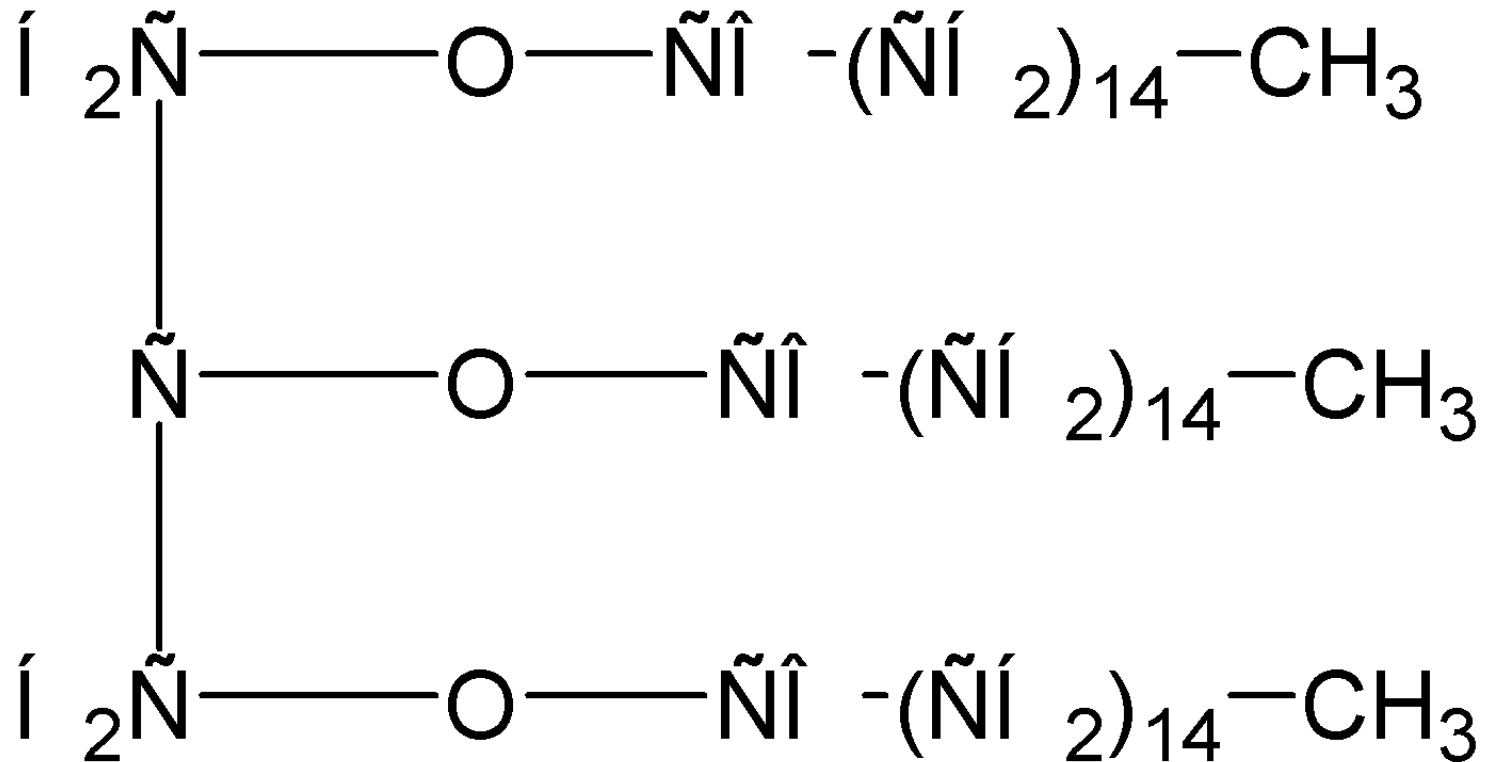 Í 2Ñ—O—ÑÎ -(ÑÍ 2)14—CH3
Ñ—O—ÑÎ -(ÑÍ 2)14—CH3
Í 2Ñ—O—ÑÎ -(ÑÍ 2)14—CH3